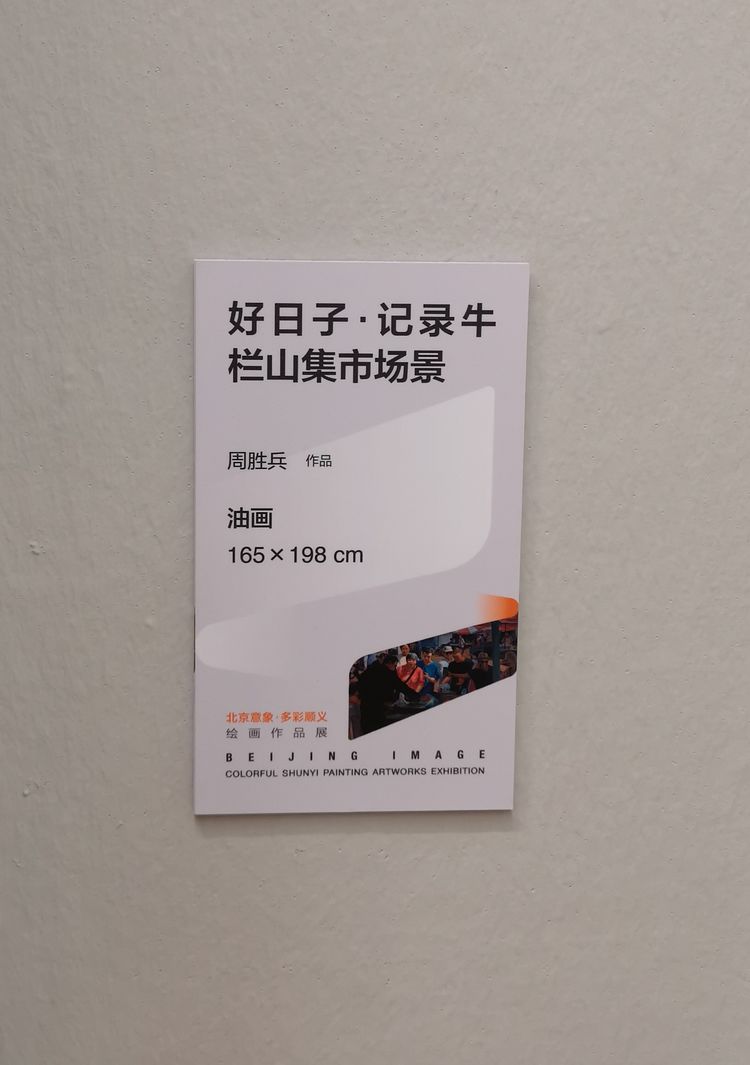 好日子·记录牛
栏山集市场景
周胜兵 作品
油画
165×198 cm
北京意象·多彩顺义
绘画作品展
BEIJING IMAGE
COLORFUL SHUNYI PAINTING ARTWORKS EXHIBITION